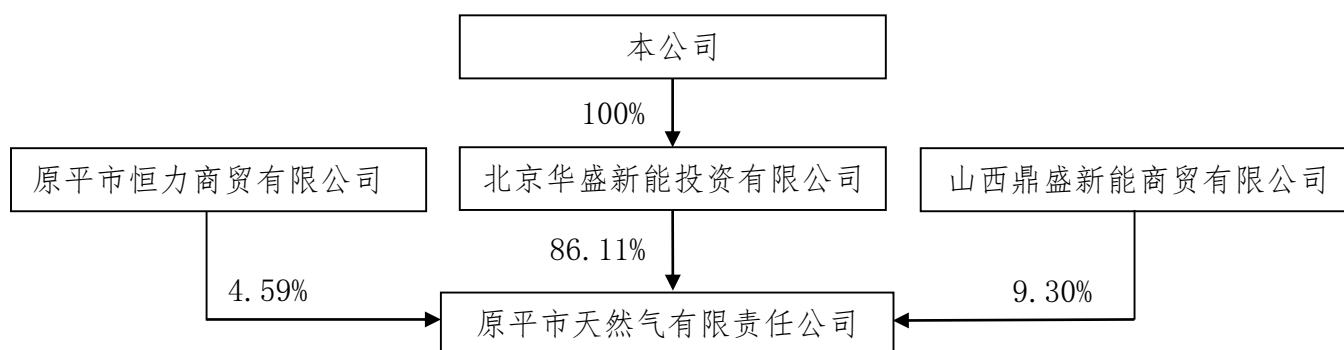 本公司
100%
原平市恒力商贸有限公司
北京华盛新能投资有限公司
山西鼎盛新能商贸有限公司
86.11%
4.59%
9.30%
原平市天然气有限责任公司